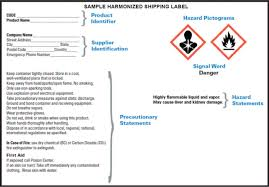 SAMPLE HARMONIZED SHIPPING LABEL
CODE
Product Name
Product
Identifier
Company Name
Street Address
City State
Postal Code Country
Emergency Phone Number
Supplier
Identification
Hazard Pictograms
Signal Word
Danger
Keep container tightly closed. Store in a cool,
well-ventilated place that is locked.
Keep away from heat/sparks/open flame. No smoking.
Only use non-sparking tools.
Use explosion-proof electrical equipment.
Take precautionary measures against static discharge.
Ground and bond container and receiving equipment.
Do not breathe vapors.
Wear protective gloves.
Do not eat, drink or smoke when using this product.
Wash hands thoroughly after handling.
Dispose of in accordance with local, regional, national,
international regulations as specified.
In Case of Fire: use dry chemical (BC) or Carbon Dioxide (CO₂)
fire extinguisher to extinguish.
First Aid
If exposed call Poison Center.
If on skin (or hair): Take off immediately any contaminated
clothing. Rinse skin with water.
Precautionary
Statements
Highly flammable liquid and vapor.
May cause liver and kidney damage.
Hazard
Statements